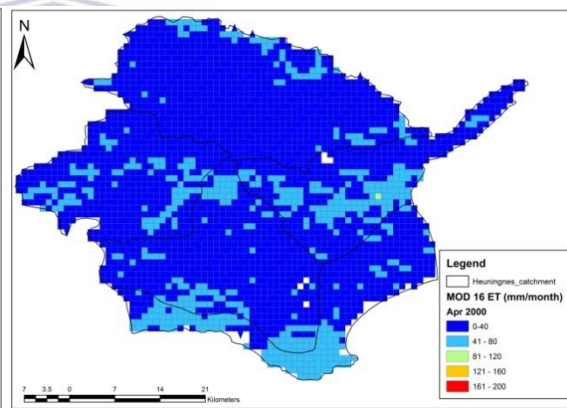 N
Legend
Heuningnes_catchment
MOD 16 ET (mm/month)
Apr 2000
0-40
41 - 80
81 - 120
121 - 160
161 - 200
7 3.5 0 7 14 21
Kilometers